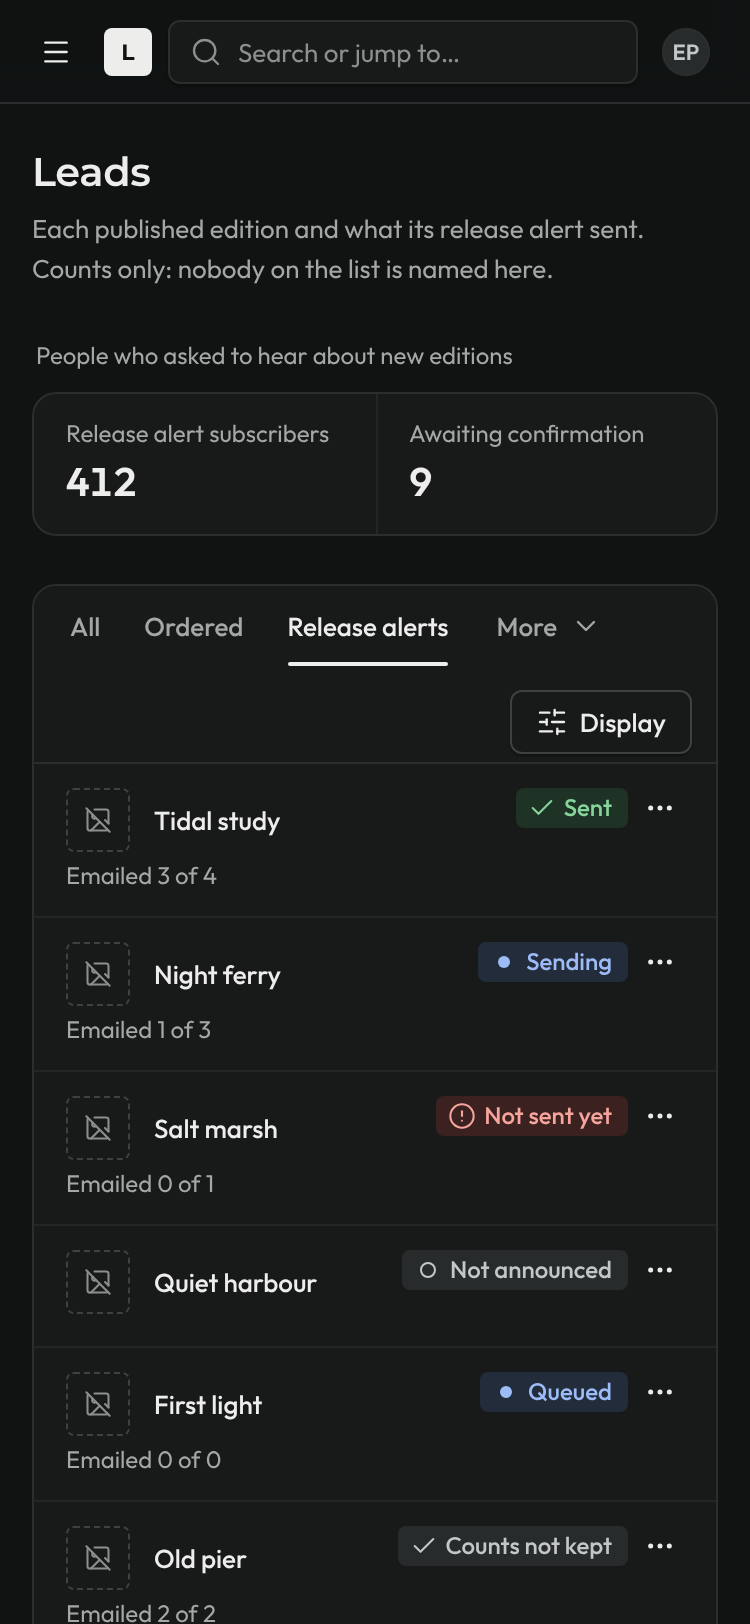 L
Search or jump to...
EP
Leads
Each published edition and what its release alert sent.
Counts only: nobody on the list is named here.
People who asked to hear about new editions
Release alert subscribers
412
Awaiting confirmation
9
All
Ordered
Release alerts
More
Display
Tidal study
Sent
Emailed 3 of 4
Night ferry
Sending
Emailed 1 of 3
Salt marsh
Not sent yet
Emailed 0 of 1
Quiet harbour
Not announced
First light
Queued
Emailed 0 of 0
Old pier
Counts not kept
Emailed 2 of 2